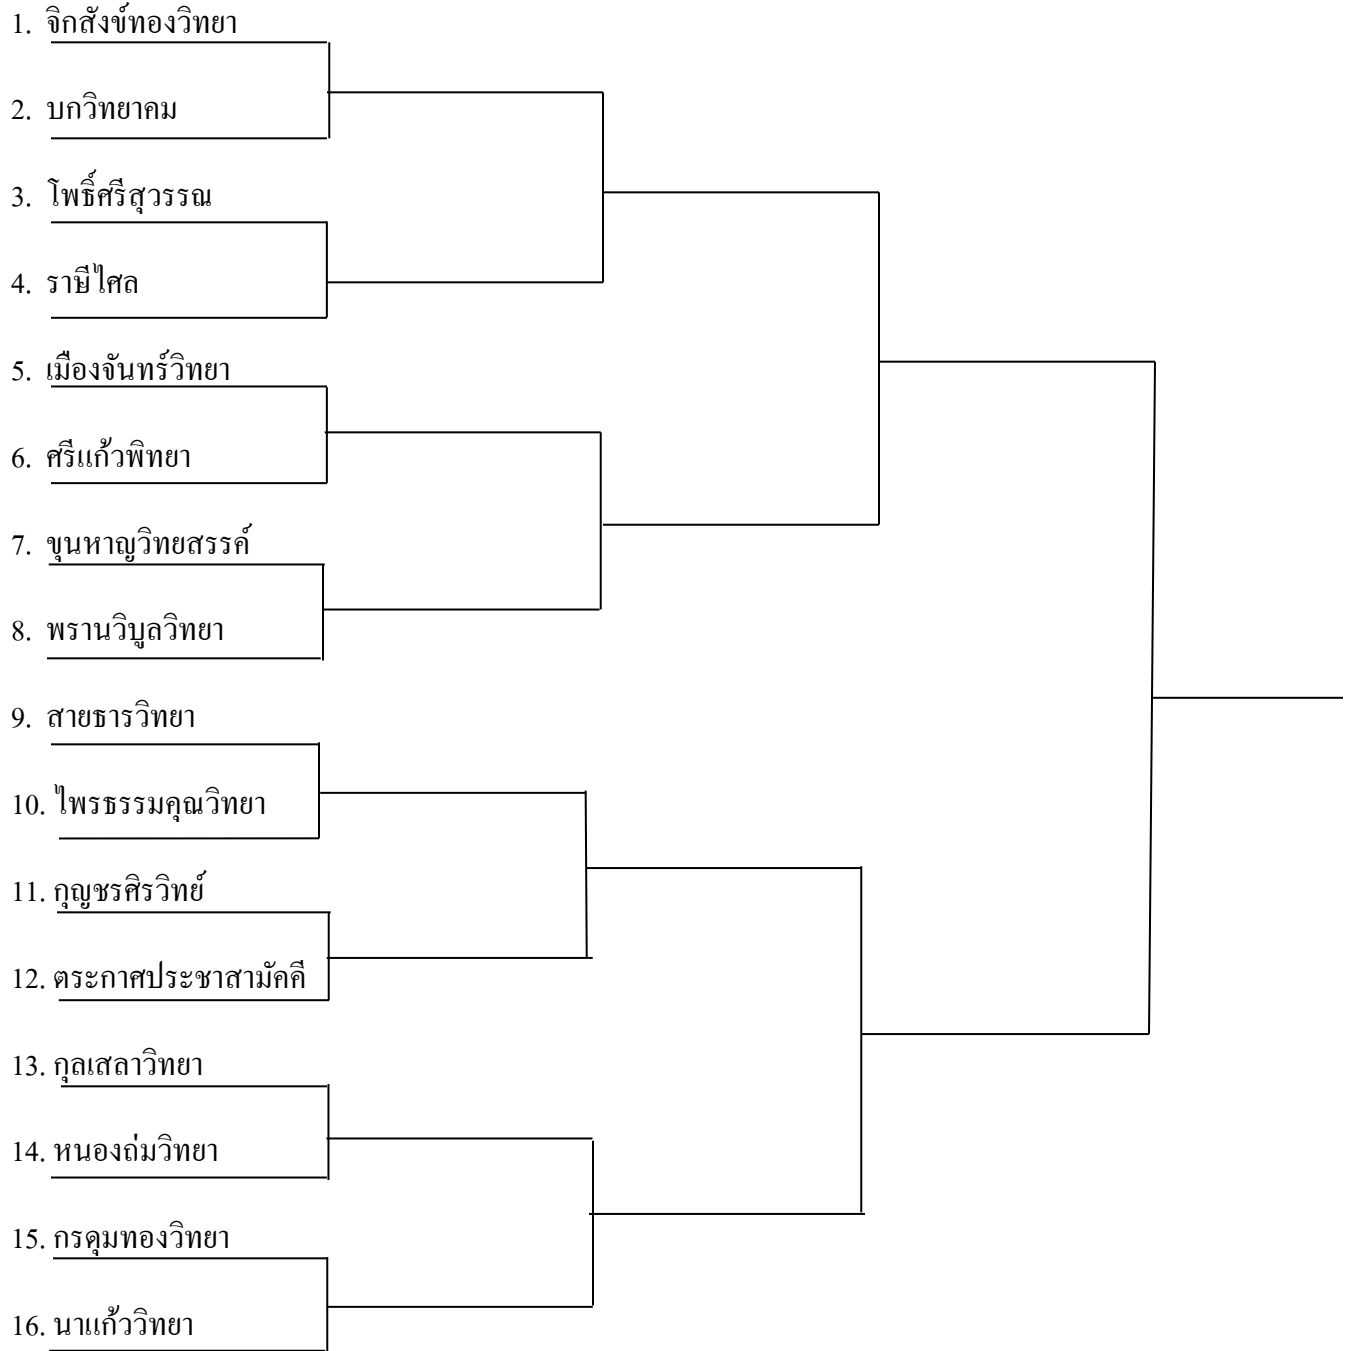 1. จิกสังข์ทองวิทยา
2. บกวิทยาคม
3. โพธิ์ศรีสุวรรณ
4. ราษีไศล
5. เมืองจันทร์วิทยา
6. ศรีแก้วพิทยา
7. ขุนหาญวิทยสรรค์
8. พรานวิบูลวิทยา
9. สายธารวิทยา
10. ไพรธรรมคุณวิทยา
11. กุญชรศิรวิทย์
12. ตระกาศประชาสามัคคี
13. กุลเสลาวิทยา
14. หนองถ่มวิทยา
15. กรดุมทองวิทยา
16. นาแก้ววิทยา